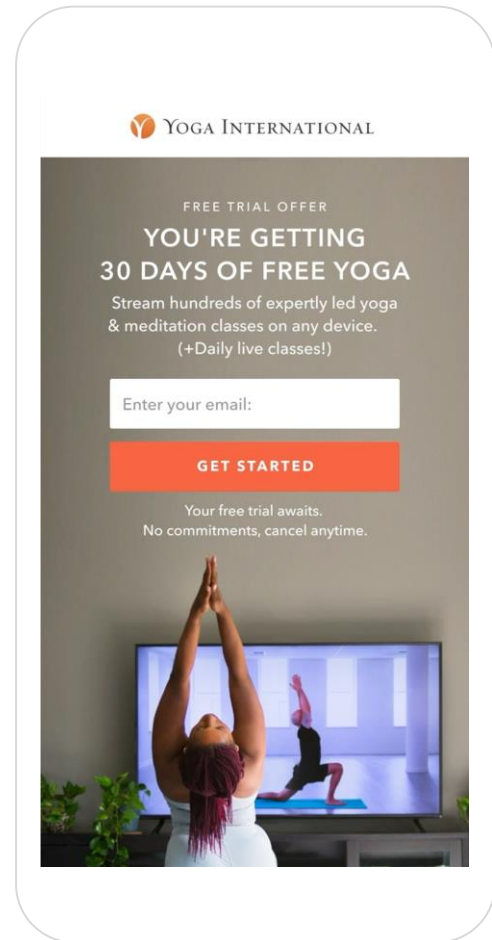 YOGA INTERNATIONAL
FREE TRIAL OFFER
YOU'RE GETTING
30 DAYS OF FREE YOGA
Stream hundreds of expertly led yoga
& meditation classes on any device.
(+Daily live classes!)
Enter your email:
GET STARTED
Your free trial awaits.
No commitments, cancel anytime.